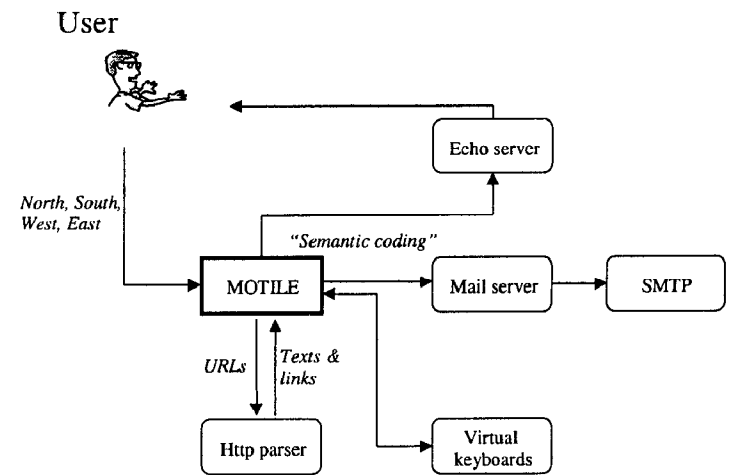 User
Echo server
North, South,
West, East
"Semantic coding"
MOTILE
Mail server
SMTP
URLs
Texts &
links
Http parser
Virtual
keyboards